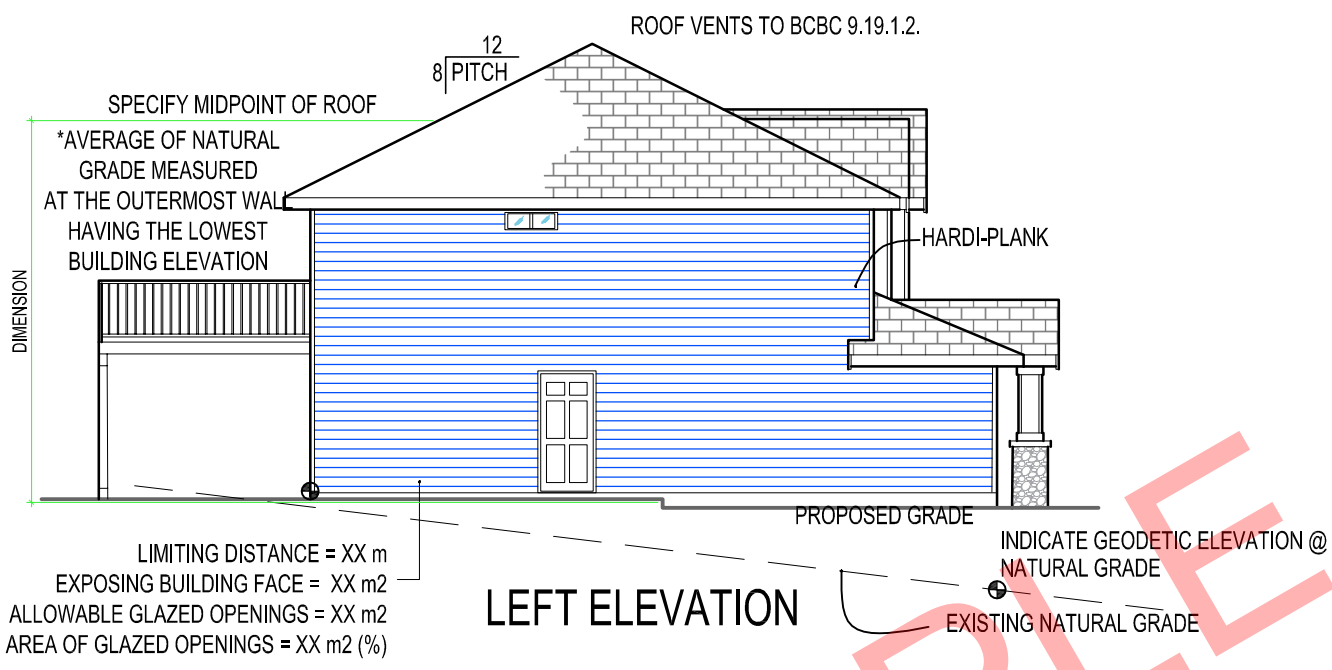 ROOF VENTS TO BCBC 9.19.1.2.
12
8 PITCH
SPECIFY MIDPOINT OF ROOF
*AVERAGE OF NATURAL
GRADE MEASURED
AT THE OUTERMOST WALL
HAVING THE LOWEST
BUILDING ELEVATION
DIMENSION
HARDI-PLANK
PROPOSED GRADE
INDICATE GEODETIC ELEVATION @
NATURAL GRADE
EXISTING NATURAL GRADE
LIMITING DISTANCE = XX m
EXPOSING BUILDING FACE = XX m2
ALLOWABLE GLAZED OPENINGS = XX m2
AREA OF GLAZED OPENINGS = XX m2 (%)
LEFT ELEVATION
PLE